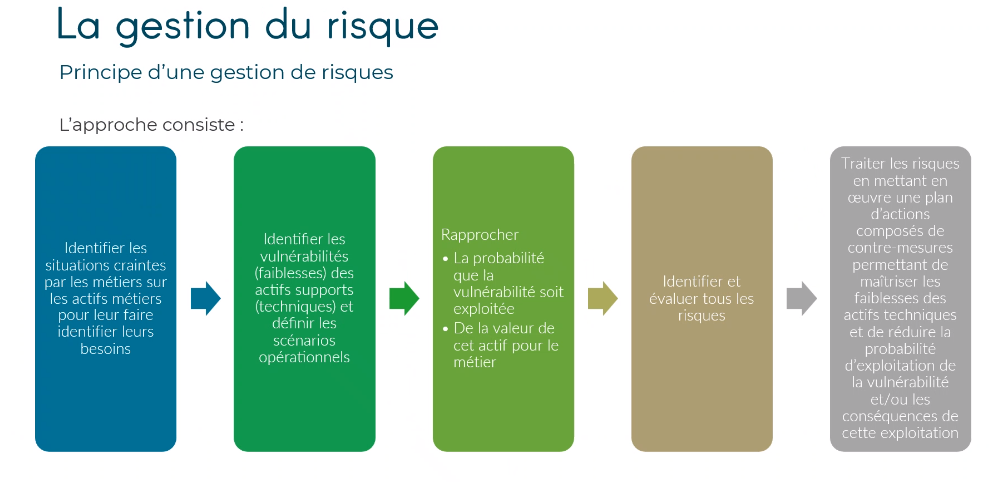 La gestion du risque
Principe d’une gestion de risques
L’approche consiste :
Identifier les
situations craintes
par les métiers sur
les actifs métiers
pour leur faire
identifier leurs
besoins
Identifier les
vulnérabilités
(faiblesses) des
actifs supports
(techniques) et
définir les
scénarios
opérationnels
Rapprocher
• La probabilité
que la
vulnérabilité soit
exploitée
• De la valeur de
cet actif pour le
métier
Identifier et
évaluer tous les
risques
Traiter les risques
en mettant en
œuvre une plan
d’actions
composés de
contre-mesures
permettant de
maîtriser les
faiblesses des
actifs techniques
et de réduire la
probabilité
d’exploitation de
la vulnérabilité
et/ou les
conséquences de
cette exploitation